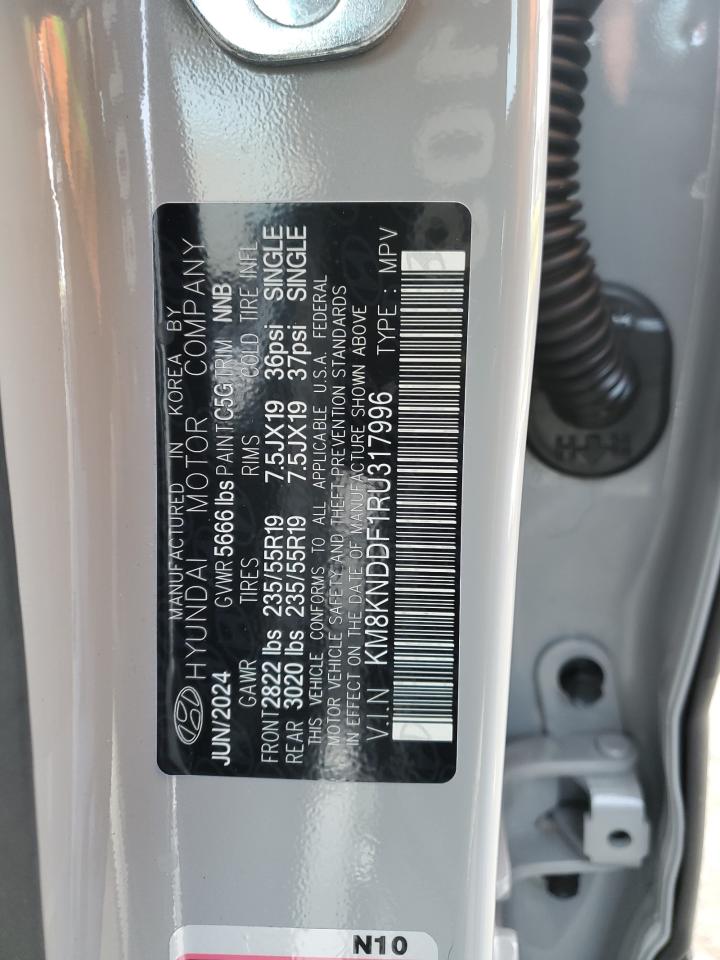 MANUFACTURED IN KOREA BY
HYUNDAI MOTOR COMPANY
JUN/2024 GVWR 5666 lbs PAINT: C5G TRIM NNB
GAWR TIRES RIMS COLD TIRE INFL
FRONT 2822 lbs 235/55R19 7.5JX19 36psi SINGLE
REAR 3020 lbs 235/55R19 7.5JX19 37psi SINGLE
THIS VEHICLE CONFORMS TO ALL APPLICABLE U.S.A. FEDERAL
MOTOR VEHICLE SAFETY AND THEFT PREVENTION STANDARDS
IN EFFECT ON THE DATE OF MANUFACTURE SHOWN ABOVE
V.I.N KM8KNDDF1RU317996 TYPE : MPV
N10